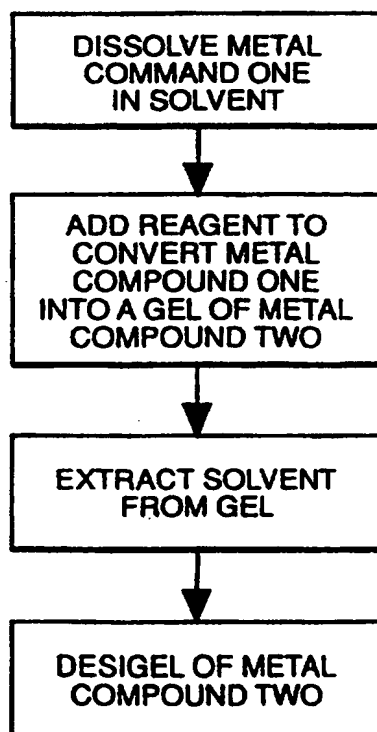 DISSOLVE METAL
COMMAND ONE
IN SOLVENT
ADD REAGENT TO
CONVERT METAL
COMPOUND ONE
INTO A GEL OF METAL
COMPOUND TWO
EXTRACT SOLVENT
FROM GEL
DESIGEL OF METAL
COMPOUND TWO